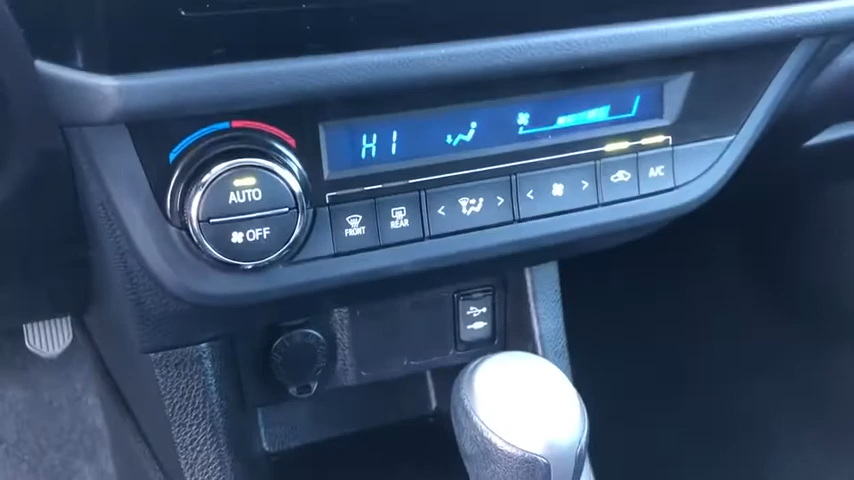 HI
AUTO
OFF
FRONT
REAR
< >
< >
A/C